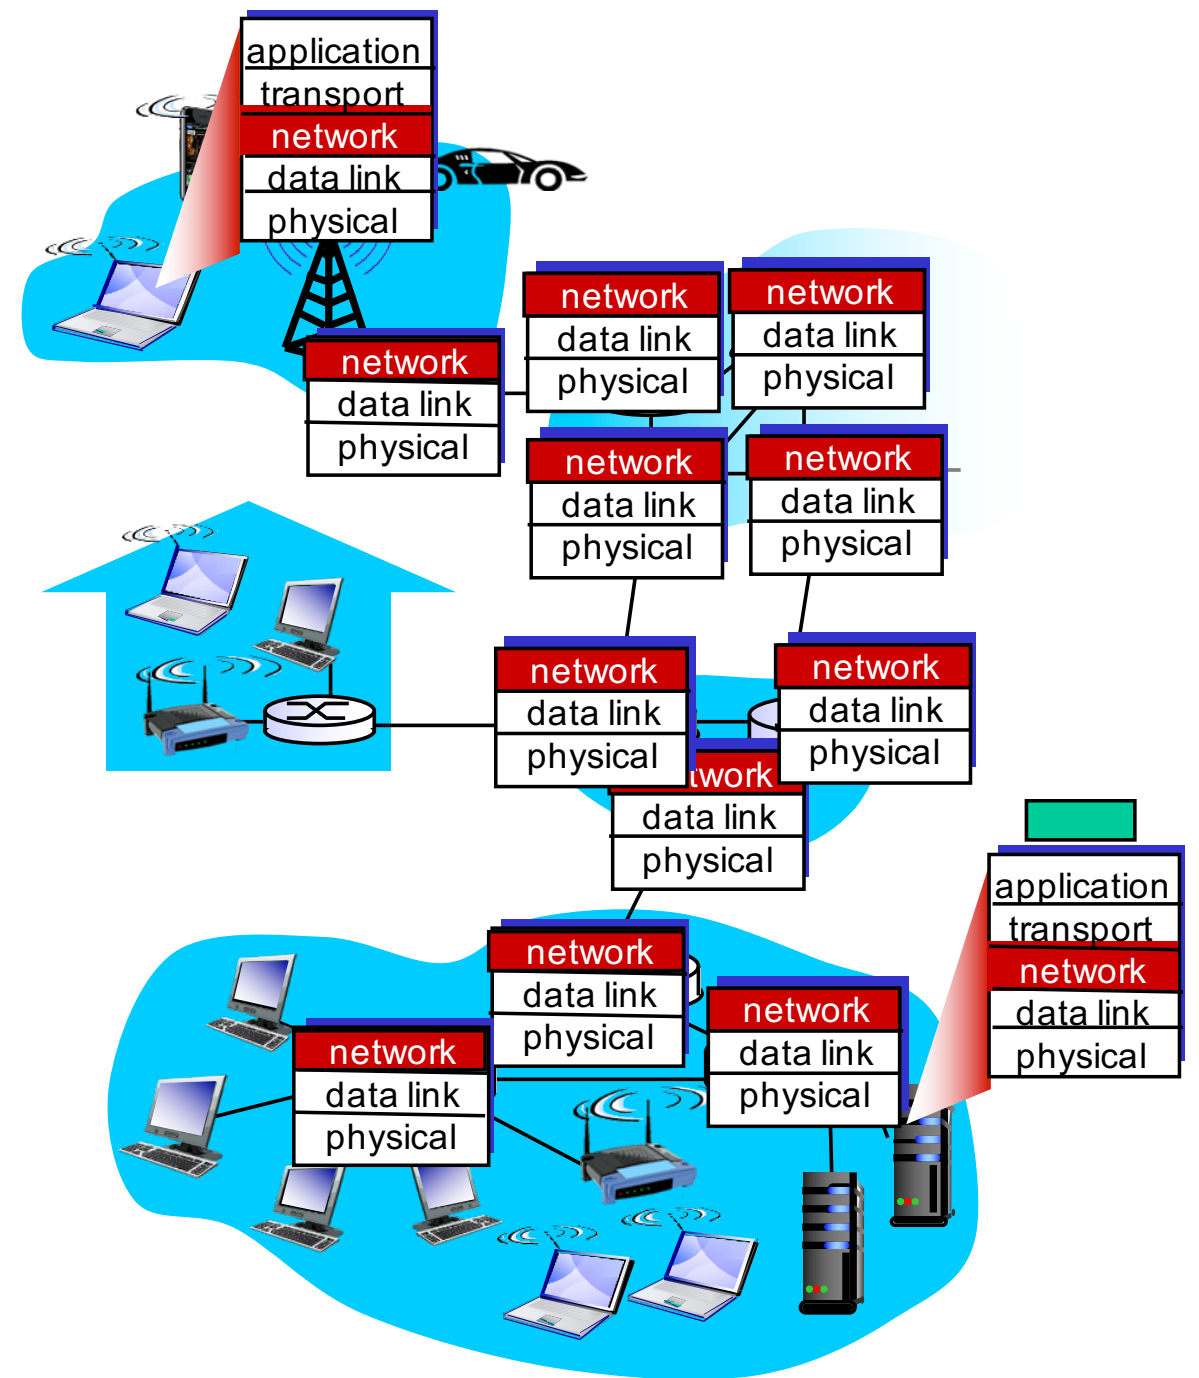 application
transport
network
data link
physical
network
data link
physical
network
data link
physical
network
data link
physical
network
data link
physical
network
data link
physical
network
data link
physical
network
data link
physical
twork
data link
physical
application
transport
network
data link
physical
network
data link
physical
network
data link
physical
network
data link
physical